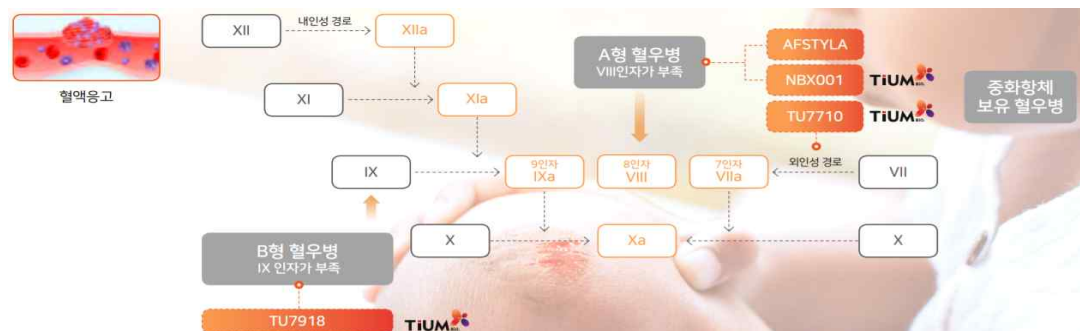 혈액응고
XII
내인성 경로
XIIa
XI
XIa
IX
9인자
IXa
8인자
VIII
7인자
VIIa
외인성 경로
VII
X
Xa
X
A형 혈우병
VIII인자가 부족
AFSTYLA
NBX001
TiUM
TU7710
TiUM
중화항체
보유 혈우병
B형 혈우병
IX 인자가 부족
TU7918
TiUM